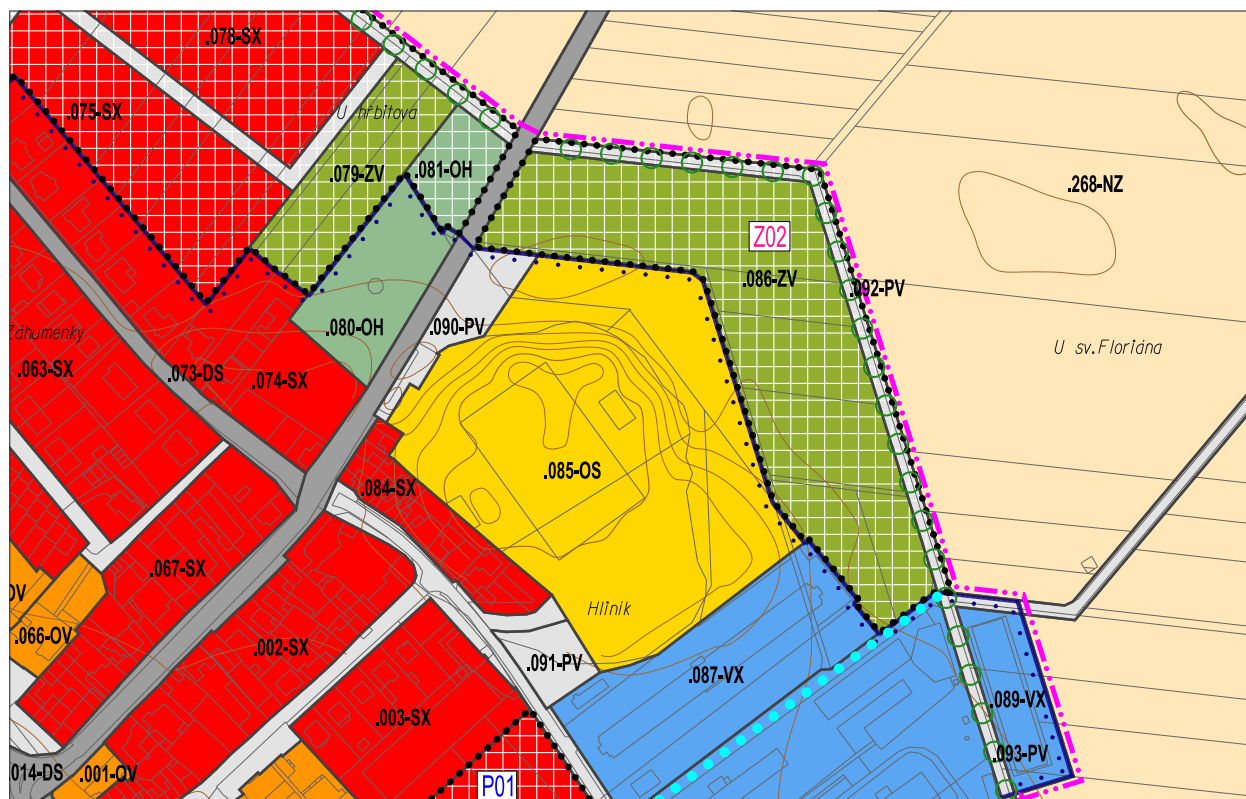 .078-SX
.075-SX
U hřbitova
.079-ZV
.081-OH
.268-NZ
Z02
.086-ZV
.092-PV
.080-OH
.090-PV
Záhumenky
.063-SX
.073-DS
.074-SX
U sv.Floriána
.085-OS
.084-SX
.067-SX
OV
.066-OV
Hliník
.002-SX
.091-PV
.087-VX
.089-VX
.003-SX
.093-PV
014-DS
.001-OV
P01